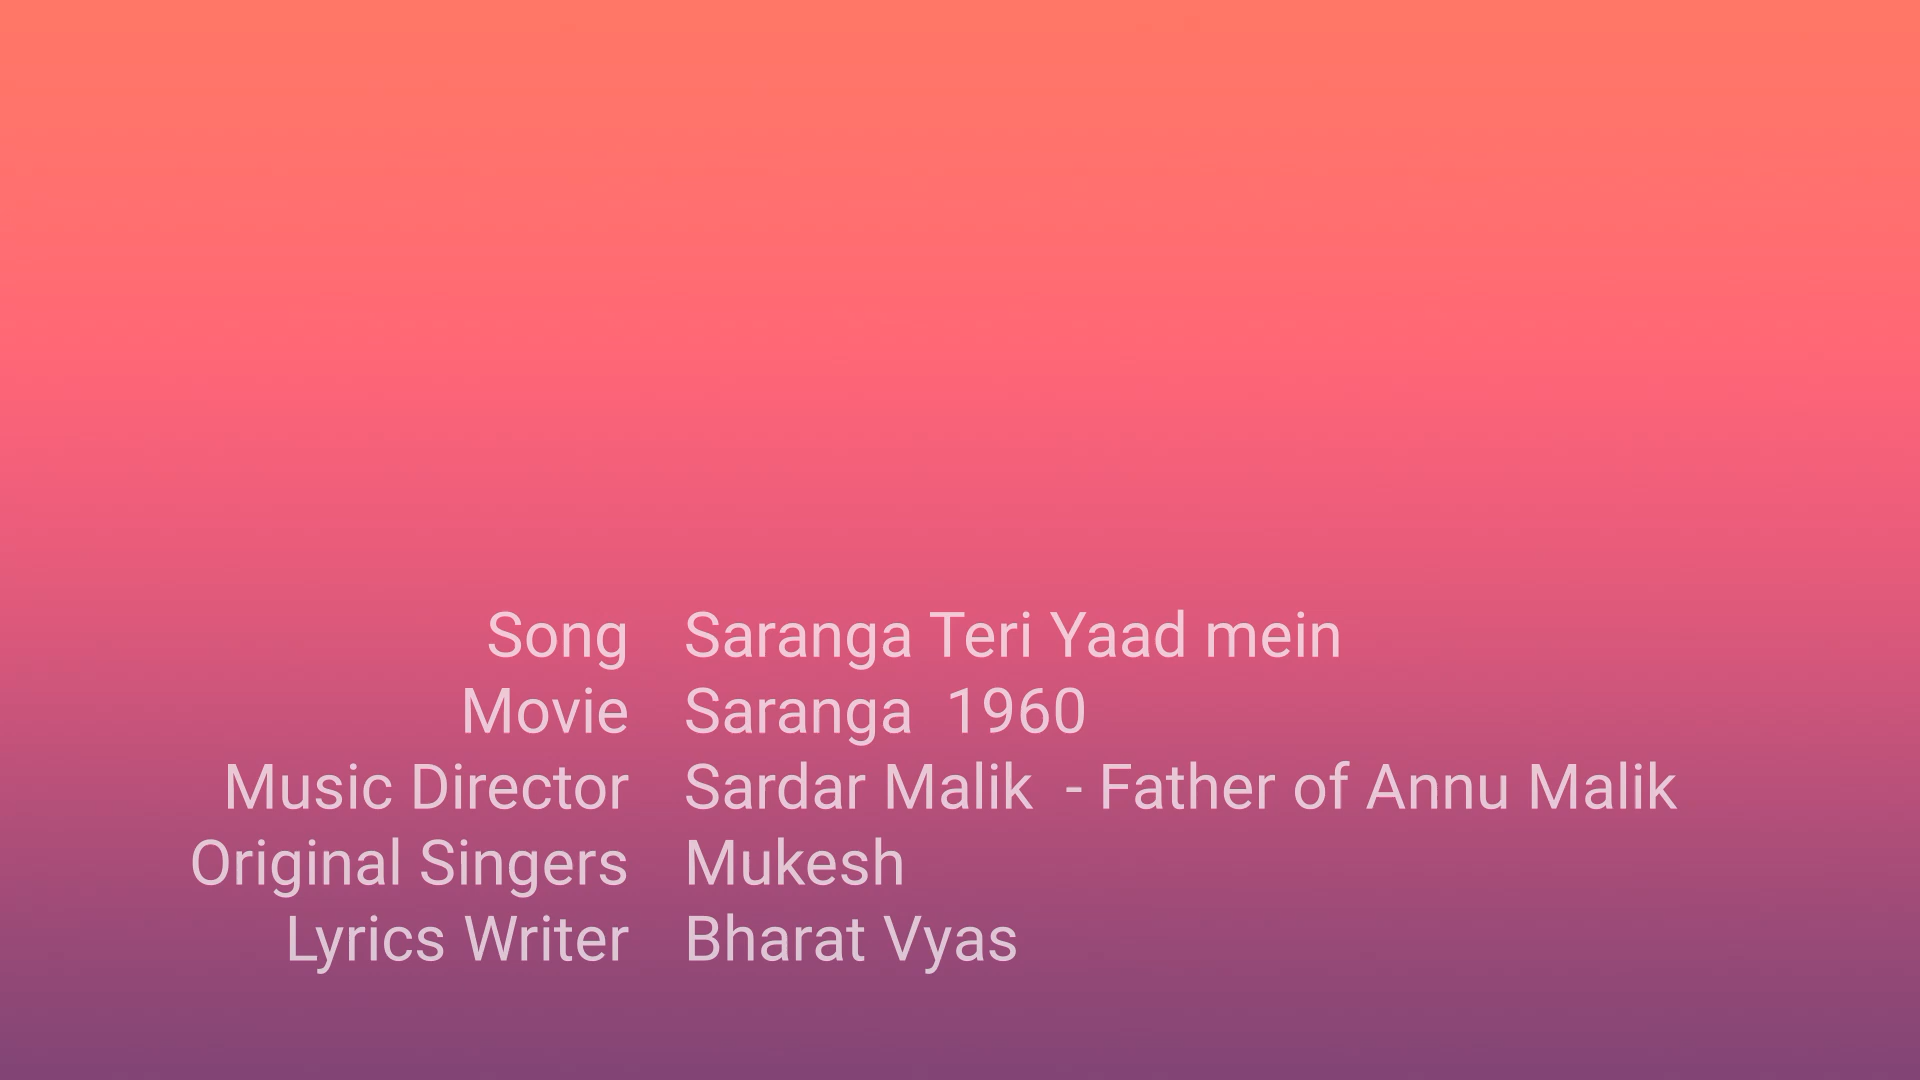 Song Saranga Teri Yaad mein
Movie Saranga 1960
Music Director Sardar Malik - Father of Annu Malik
Original Singers Mukesh
Lyrics Writer Bharat Vyas